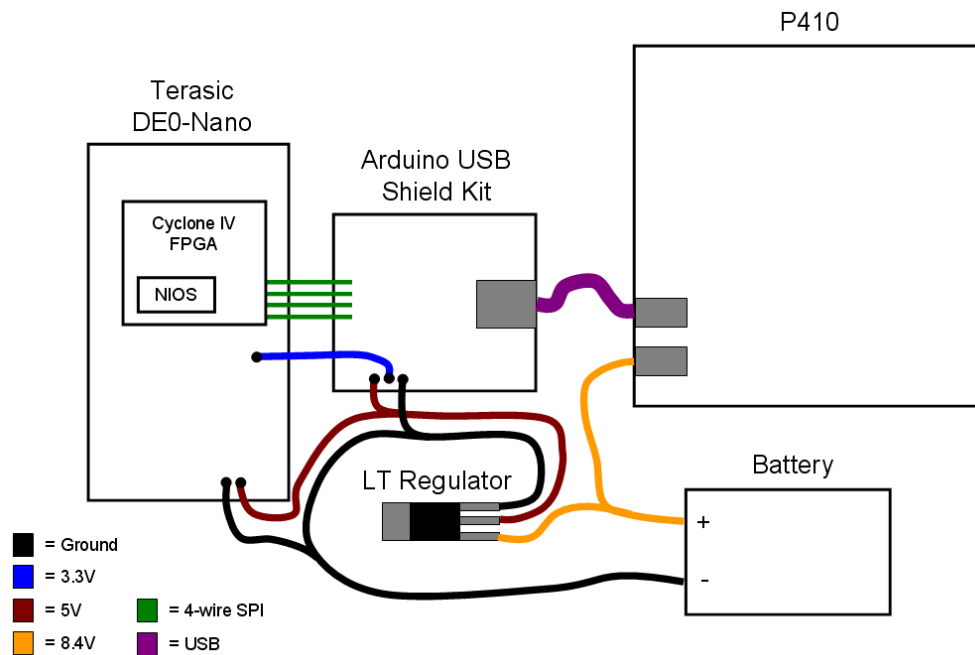 P410
Terasic
DE0-Nano
Arduino USB
Shield Kit
Cyclone IV
FPGA
NIOS
LT Regulator
Battery
+
-
= Ground
= 3.3V
= 5V
= 8.4V
= 4-wire SPI
= USB